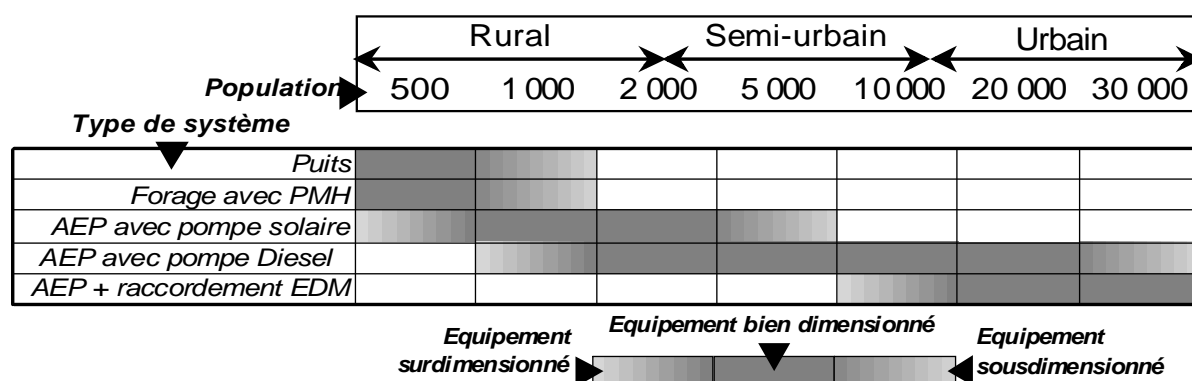 Rural Semi-urbain Urbain
Population 500 1 000 2 000 5 000 10 000 20 000 30 000
Type de système
Puits
Forage avec PMH
AEP avec pompe solaire
AEP avec pompe Diesel
AEP + raccordement EDM
Equipement bien dimensionné
Equipement
surdimensionné
Equipement
sousdimensionné